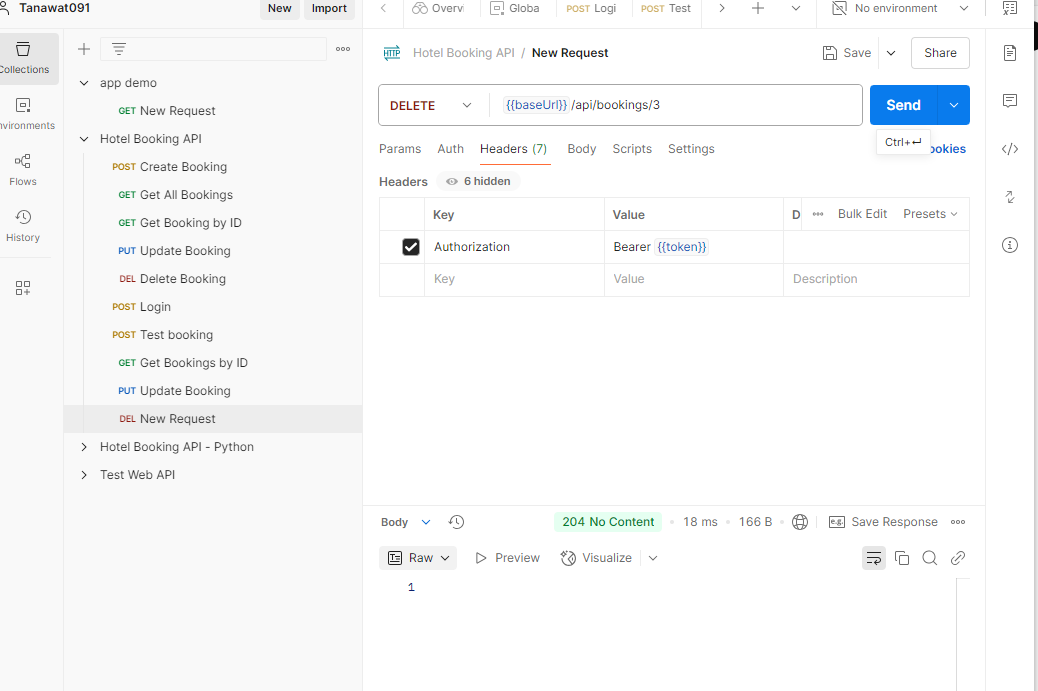 Tanawat091 New Import
Overvi Globa POST Logi POST Test No environment
Collections
nvironments
Flows
History
app demo
GET New Request
Hotel Booking API
POST Create Booking
GET Get All Bookings
GET Get Booking by ID
PUT Update Booking
DEL Delete Booking
POST Login
POST Test booking
GET Get Bookings by ID
PUT Update Booking
DEL New Request
Hotel Booking API - Python
Test Web API
HTTP Hotel Booking API / New Request Save Share
DELETE {{baseUrl}} /api/bookings/3 Send
Ctrl+↵
Params Auth Headers (7) Body Scripts Settings ookies
Headers 6 hidden
Key Value D Bulk Edit Presets
Authorization Bearer {{token}}
Key Value Description
Body 204 No Content 18 ms 166 B e.g. Save Response
Raw Preview Visualize
1